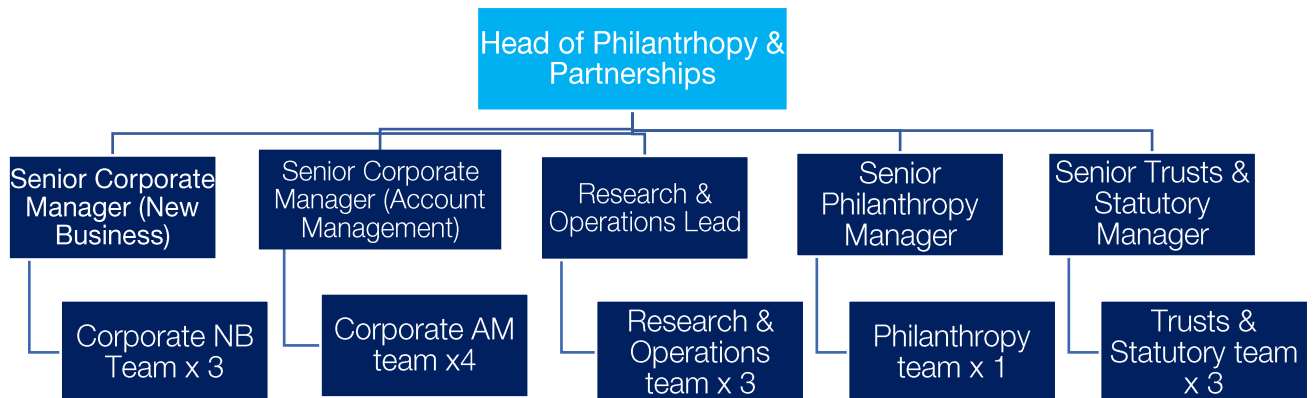 Head of Philantrhopy &
Partnerships
Senior Corporate
Manager (New
Business)
Senior Corporate
Manager (Account
Management)
Research &
Operations Lead
Senior
Philanthropy
Manager
Senior Trusts &
Statutory
Manager
Corporate NB
Team x 3
Corporate AM
team x4
Research &
Operations
team x 3
Philanthropy
team x 1
Trusts &
Statutory team
x 3